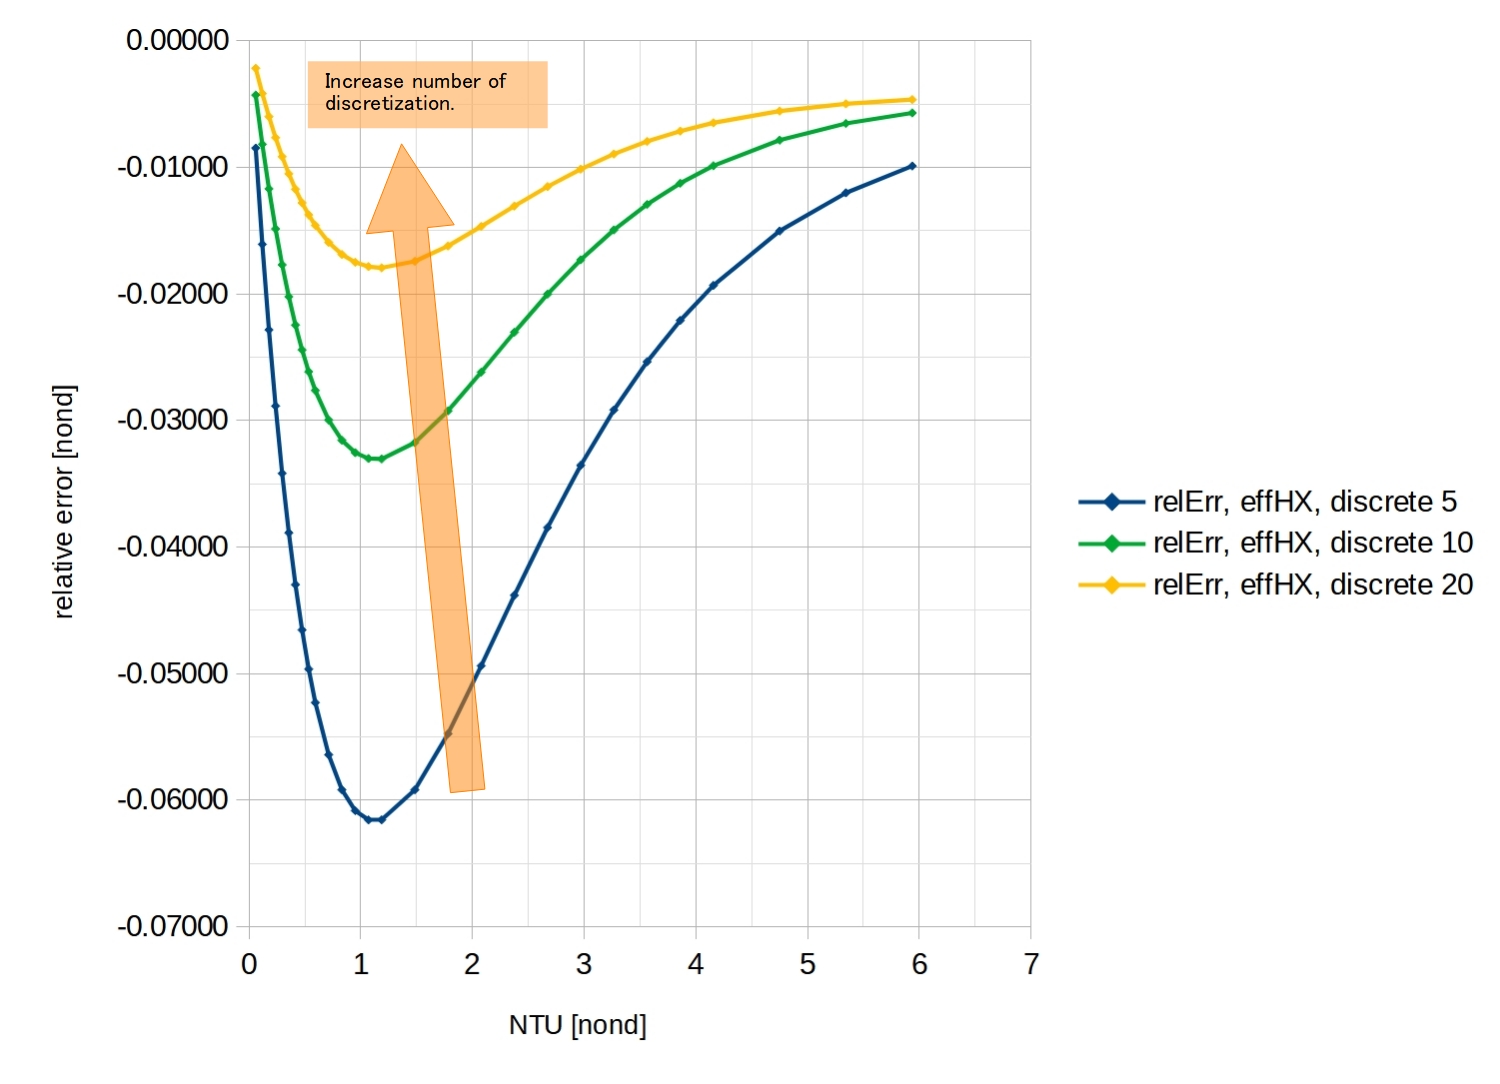 0.00000
Increase number of
discretization.
-0.01000
-0.02000
-0.03000
-0.04000
-0.05000
-0.06000
-0.07000
relative error [nond]
0 1 2 3 4 5 6 7
NTU [nond]
relErr, effHX, discrete 5
relErr, effHX, discrete 10
relErr, effHX, discrete 20